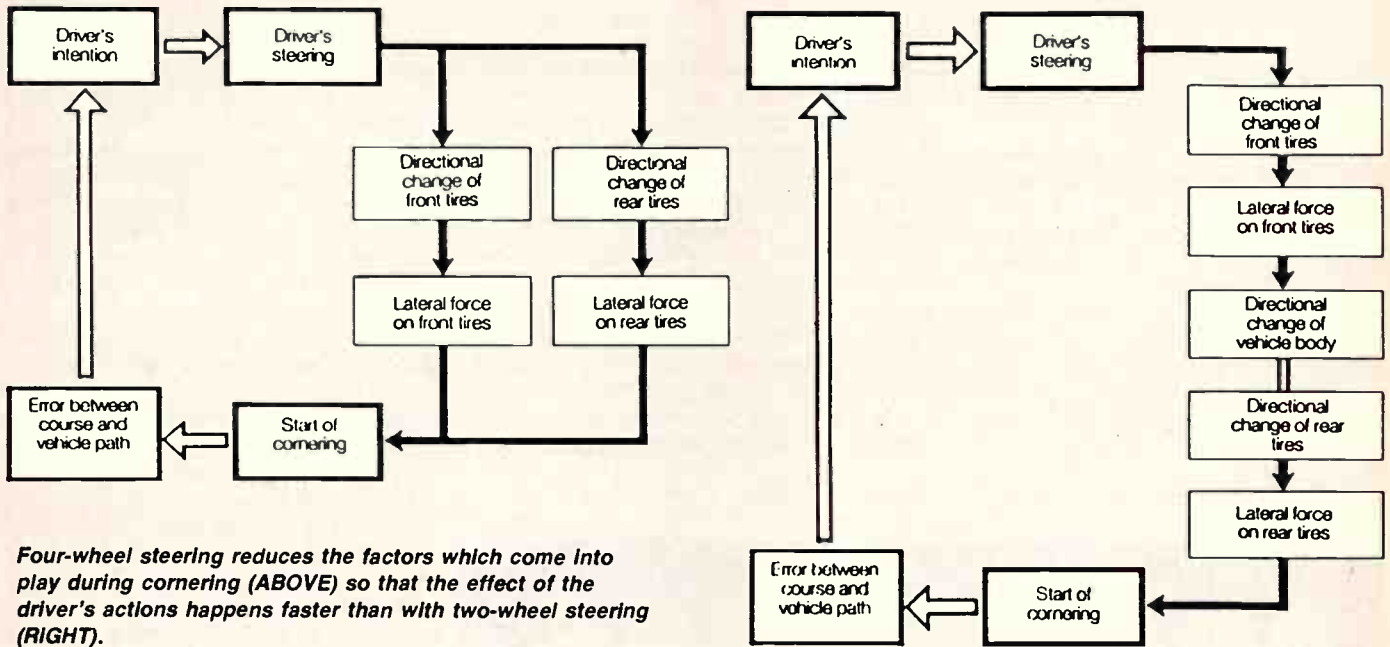 Driver's
intention
Driver's
steering
Directional
change of
front tires
Directional
change of
rear tires
Lateral force
on front tires
Lateral force
on rear tires
Error between
course and
vehicle path
Start of
cornering
Four-wheel steering reduces the factors which come into
play during cornering (ABOVE) so that the effect of the
driver's actions happens faster than with two-wheel steering
(RIGHT).
Driver's
intention
Driver's
steering
Directional
change of
front tires
Lateral force
on front tires
Directional
change of
vehicle body
Directional
change of rear
tires
Lateral force
on rear tires
Error between
course and
vehicle path
Start of
cornering